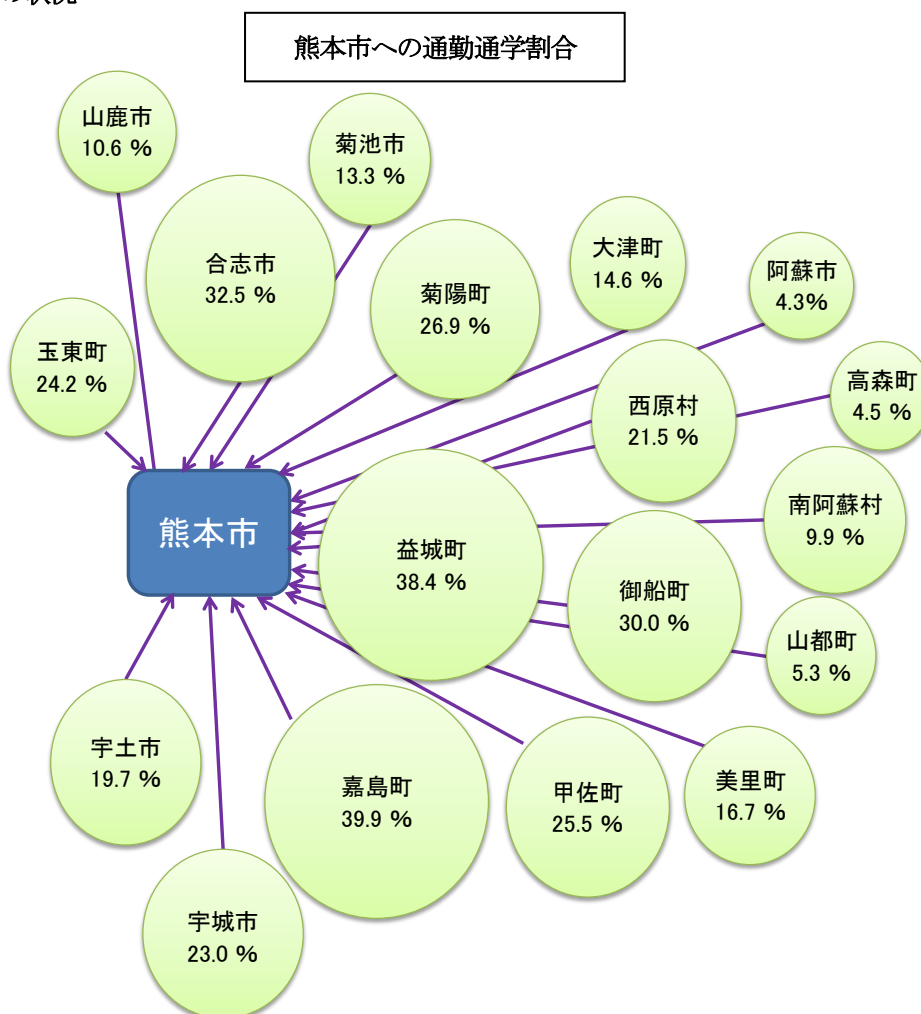 の状況
熊本市への通勤通学割合
山鹿市
10.6 %
菊池市
13.3 %
合志市
32.5 %
大津町
14.6 %
阿蘇市
4.3%
菊陽町
26.9 %
玉東町
24.2 %
西原村
21.5 %
高森町
4.5 %
熊本市
益城町
38.4 %
南阿蘇村
9.9 %
御船町
30.0 %
山都町
5.3 %
宇土市
19.7 %
嘉島町
39.9 %
甲佐町
25.5 %
美里町
16.7 %
宇城市
23.0 %